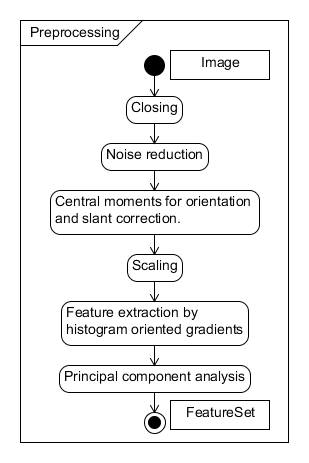 Preprocessing
Image
Closing
Noise reduction
Central moments for orientation
and slant correction.
Scaling
Feature extraction by
histogram oriented gradients
Principal component analysis
FeatureSet